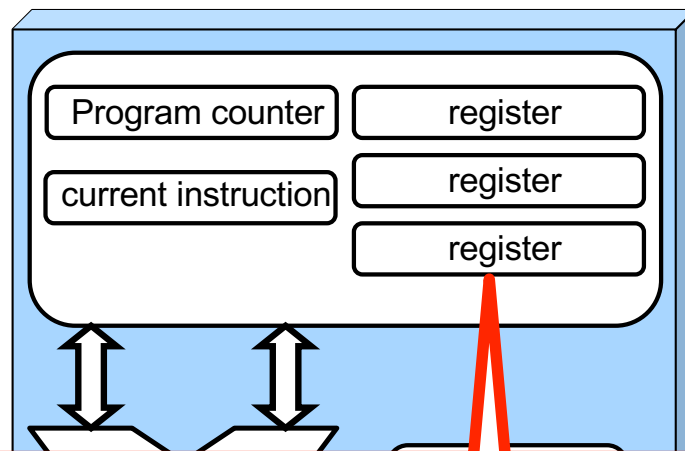 Program counter
current instruction
register
register
register